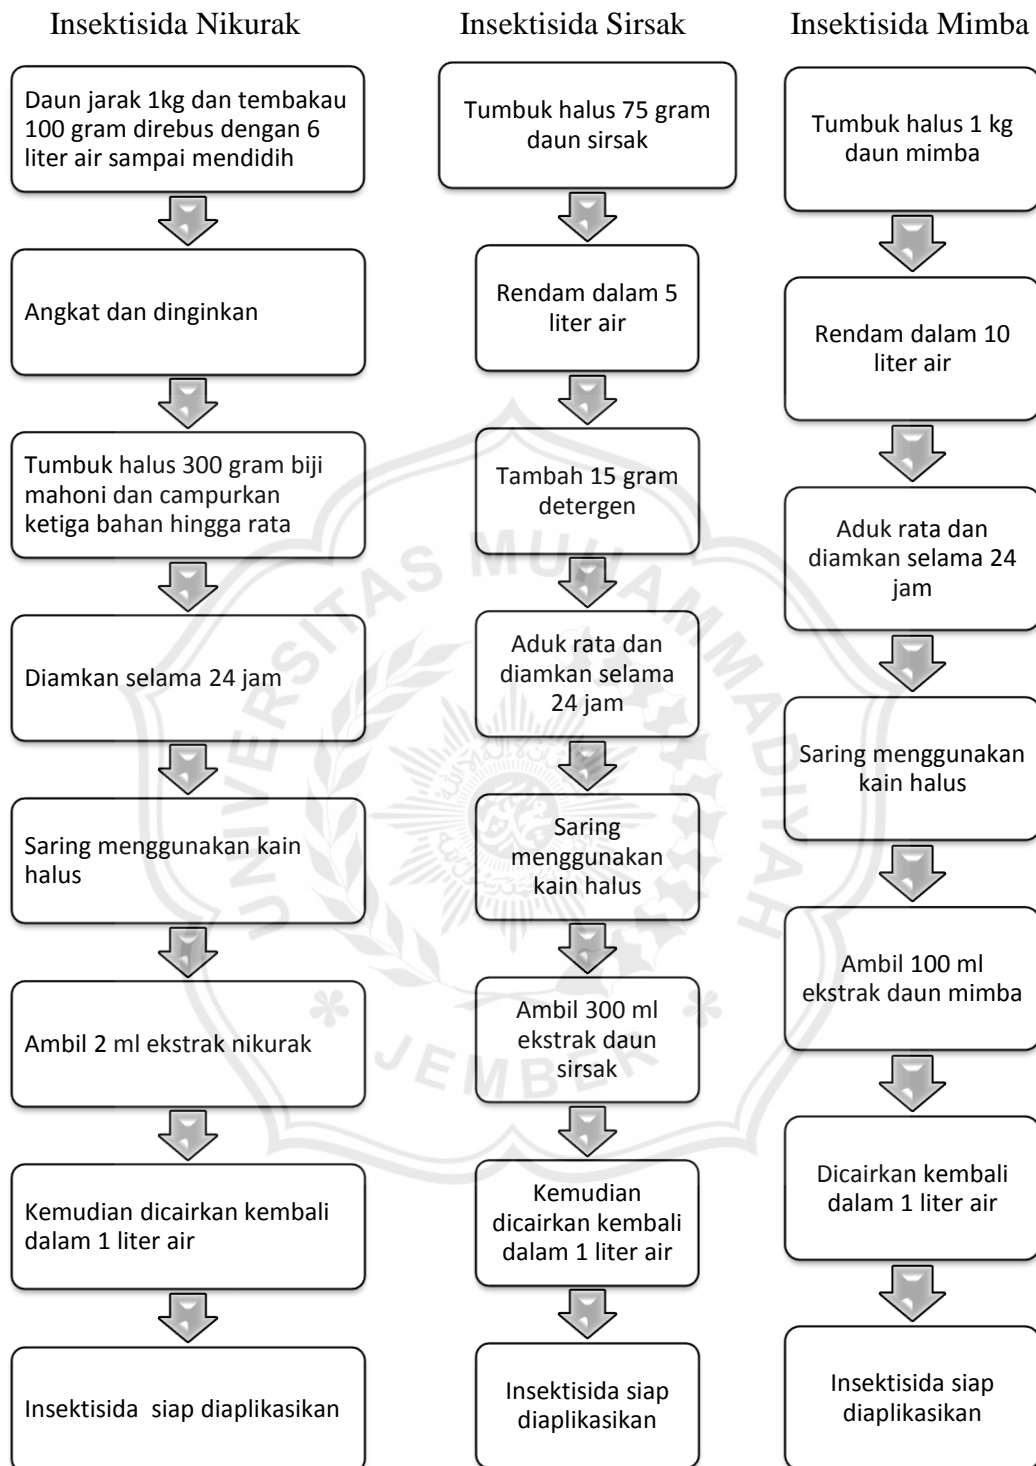 Insektisida Nikurak
Daun jarak 1kg dan tembakau
100 gram direbus dengan 6
liter air sampai mendidih
Angkat dan dinginkan
Tumbuk halus 300 gram biji
mahoni dan campurkan
ketiga bahan hingga rata
Diamkan selama 24 jam
Saring menggunakan kain
halus
Ambil 2 ml ekstrak nikurak
Kemudian dicairkan kembali
dalam 1 liter air
Insektisida  siap diaplikasikan
Insektisida Sirsak
Tumbuk halus 75 gram
daun sirsak
Rendam dalam 5
liter air
Tambah 15 gram
detergen
Aduk rata dan
diamkan selama
24 jam
Saring
menggunakan
kain halus
Ambil 300 ml
ekstrak daun
sirsak
Kemudian
dicairkan kembali
dalam 1 liter air
Insektisida siap
diaplikasikan
Insektisida Mimba
Tumbuk halus 1 kg
daun mimba
Rendam dalam 10
liter air
Aduk rata dan
diamkan selama 24
jam
Saring menggunakan
kain halus
Ambil 100 ml
ekstrak daun mimba
Dicairkan kembali
dalam 1 liter air
Insektisida siap
diaplikasikan
UNIVERSITAS MUHAMMADIYAH
JEMBER